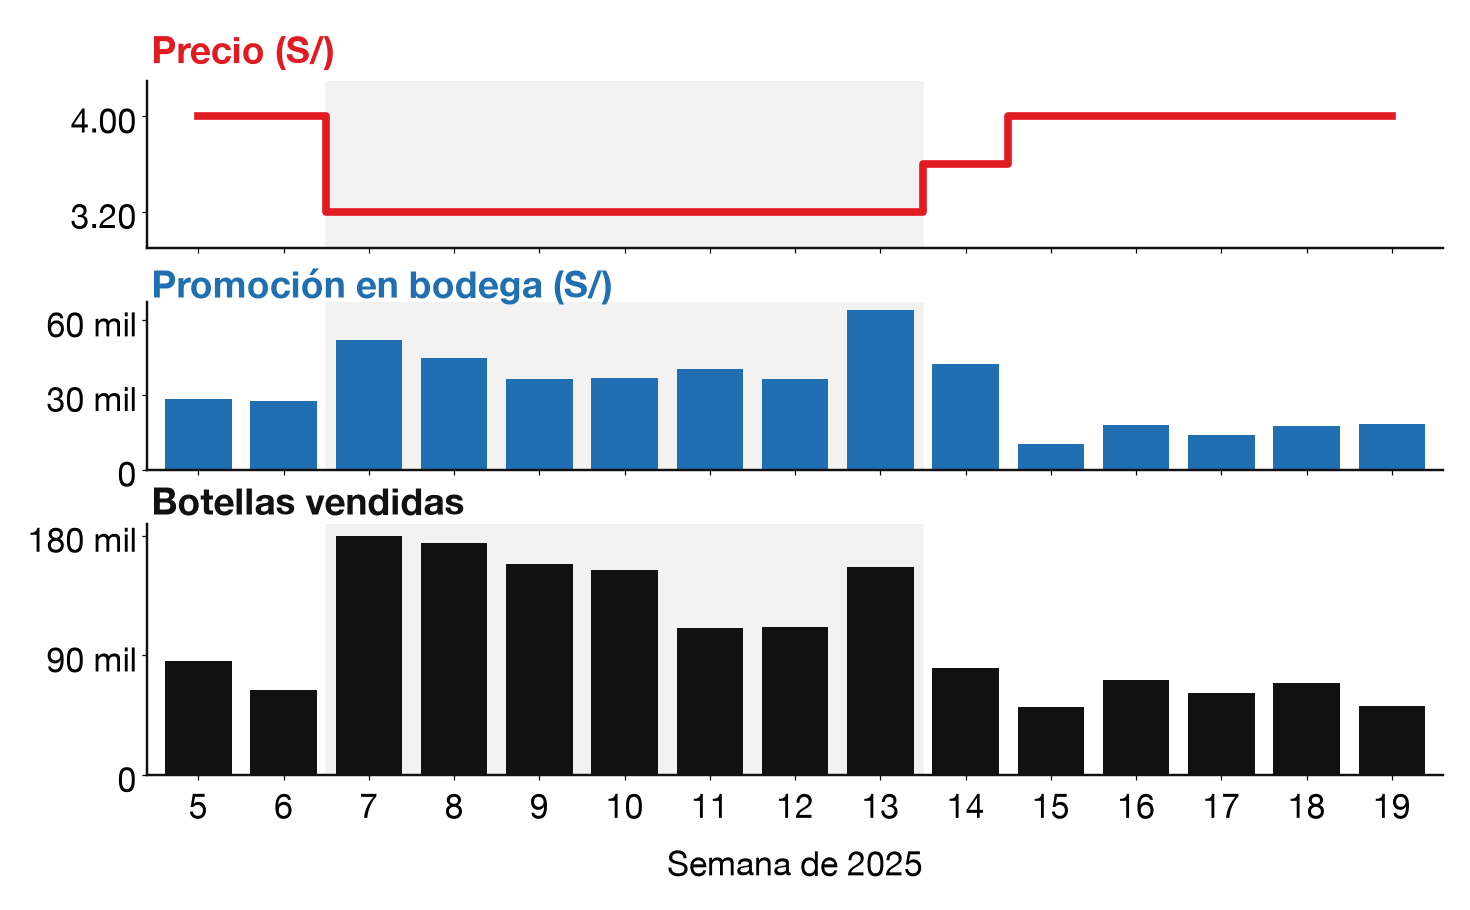 Precio (S/)
4.00
3.20
Promoción en bodega (S/)
60 mil
30 mil
0
Botellas vendidas
180 mil
90 mil
0
5 6 7 8 9 10 11 12 13 14 15 16 17 18 19
Semana de 2025